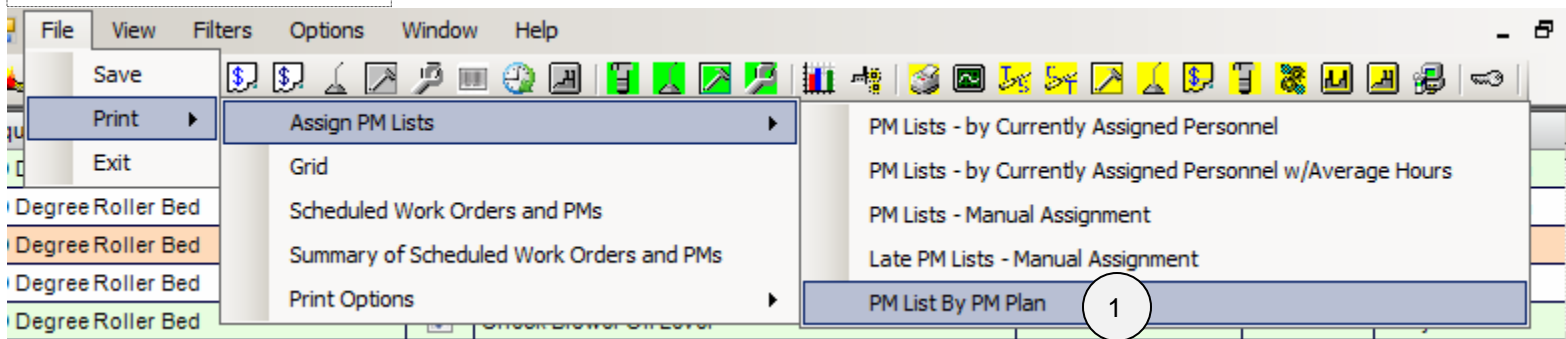 File View Filters Options Window Help
Save
Print
Exit
Assign PM Lists
Grid
Scheduled Work Orders and PMs
Summary of Scheduled Work Orders and PMs
Print Options
PM Lists - by Currently Assigned Personnel
PM Lists - by Currently Assigned Personnel w/Average Hours
PM Lists - Manual Assignment
Late PM Lists - Manual Assignment
PM List By PM Plan 1
Degree Roller Bed
Degree Roller Bed
Degree Roller Bed
Degree Roller Bed